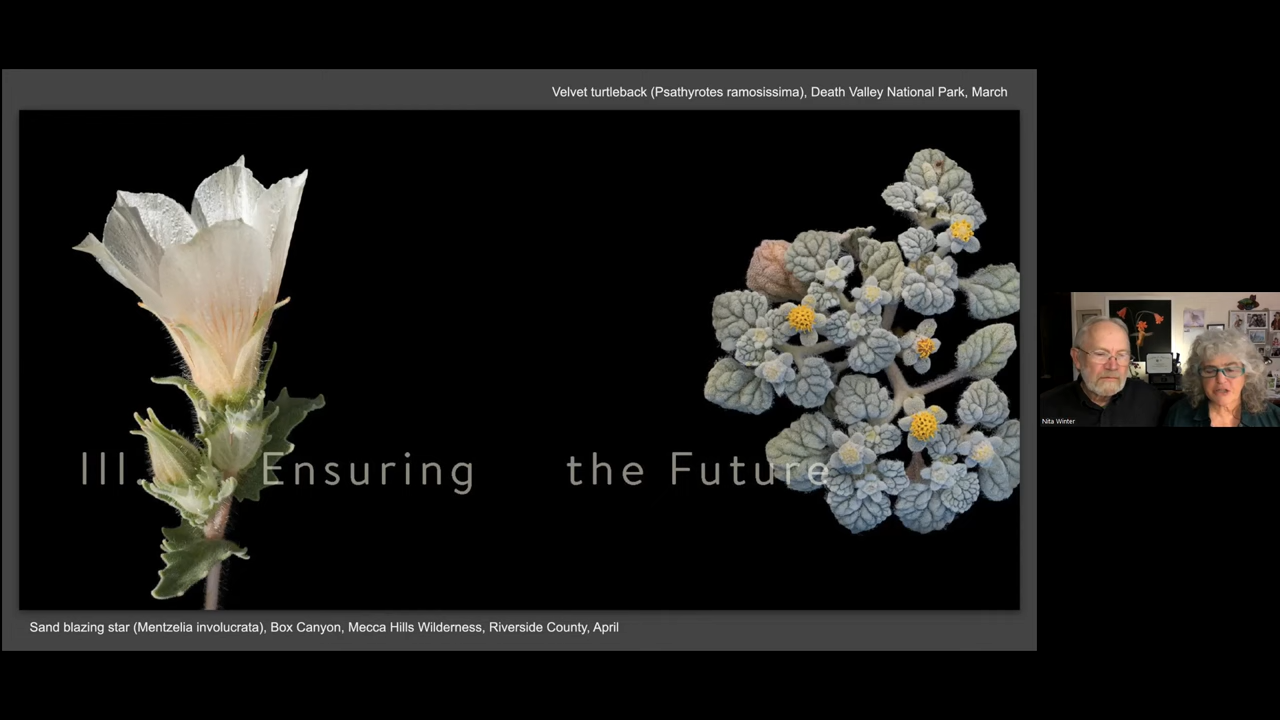 Velvet turtleback (Psathyrotes ramosissima), Death Valley National Park, March
III. Ensuring the Future
Sand blazing star (Mentzelia involucrata), Box Canyon, Mecca Hills Wilderness, Riverside County, April
Nita Winter